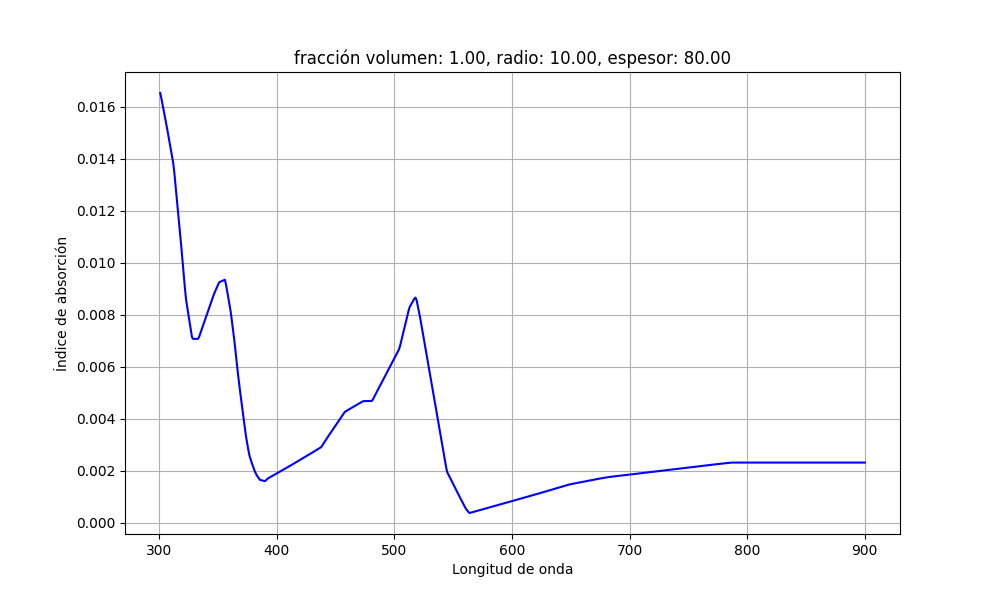 fracción volumen: 1.00, radio: 10.00, espesor: 80.00
Índice de absorción
0.016
0.014
0.012
0.010
0.008
0.006
0.004
0.002
0.000
300 400 500 600 700 800 900
Longitud de onda